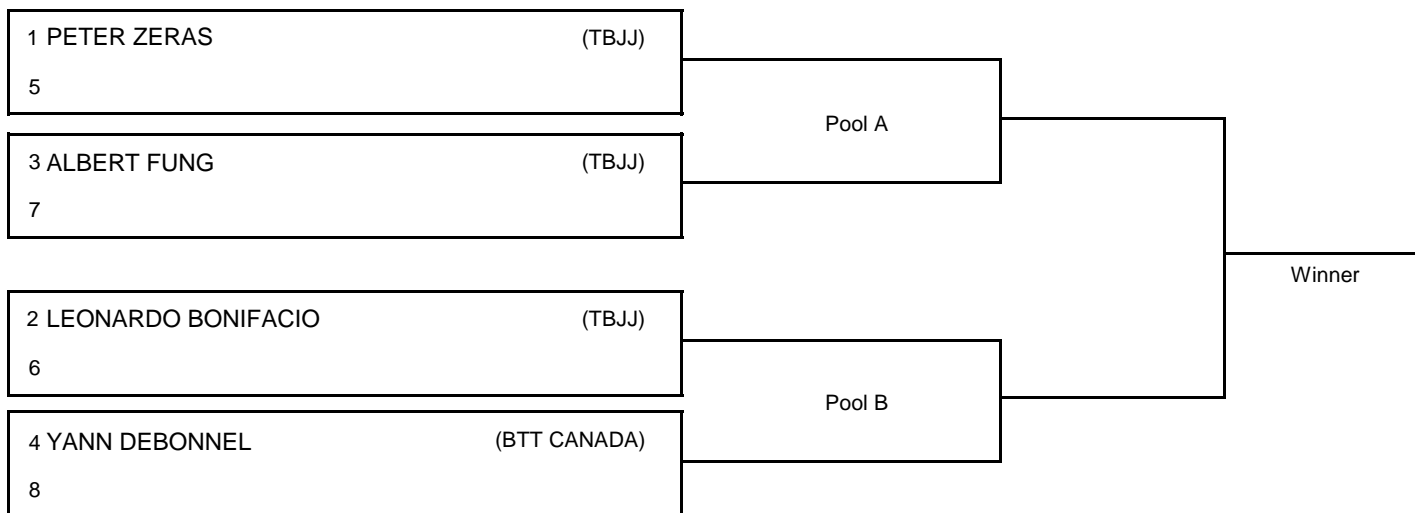 1 PETER ZERAS (TBJJ)
5
Pool A
3 ALBERT FUNG (TBJJ)
7
Winner
2 LEONARDO BONIFACIO (TBJJ)
6
Pool B
4 YANN DEBONNEL (BTT CANADA)
8